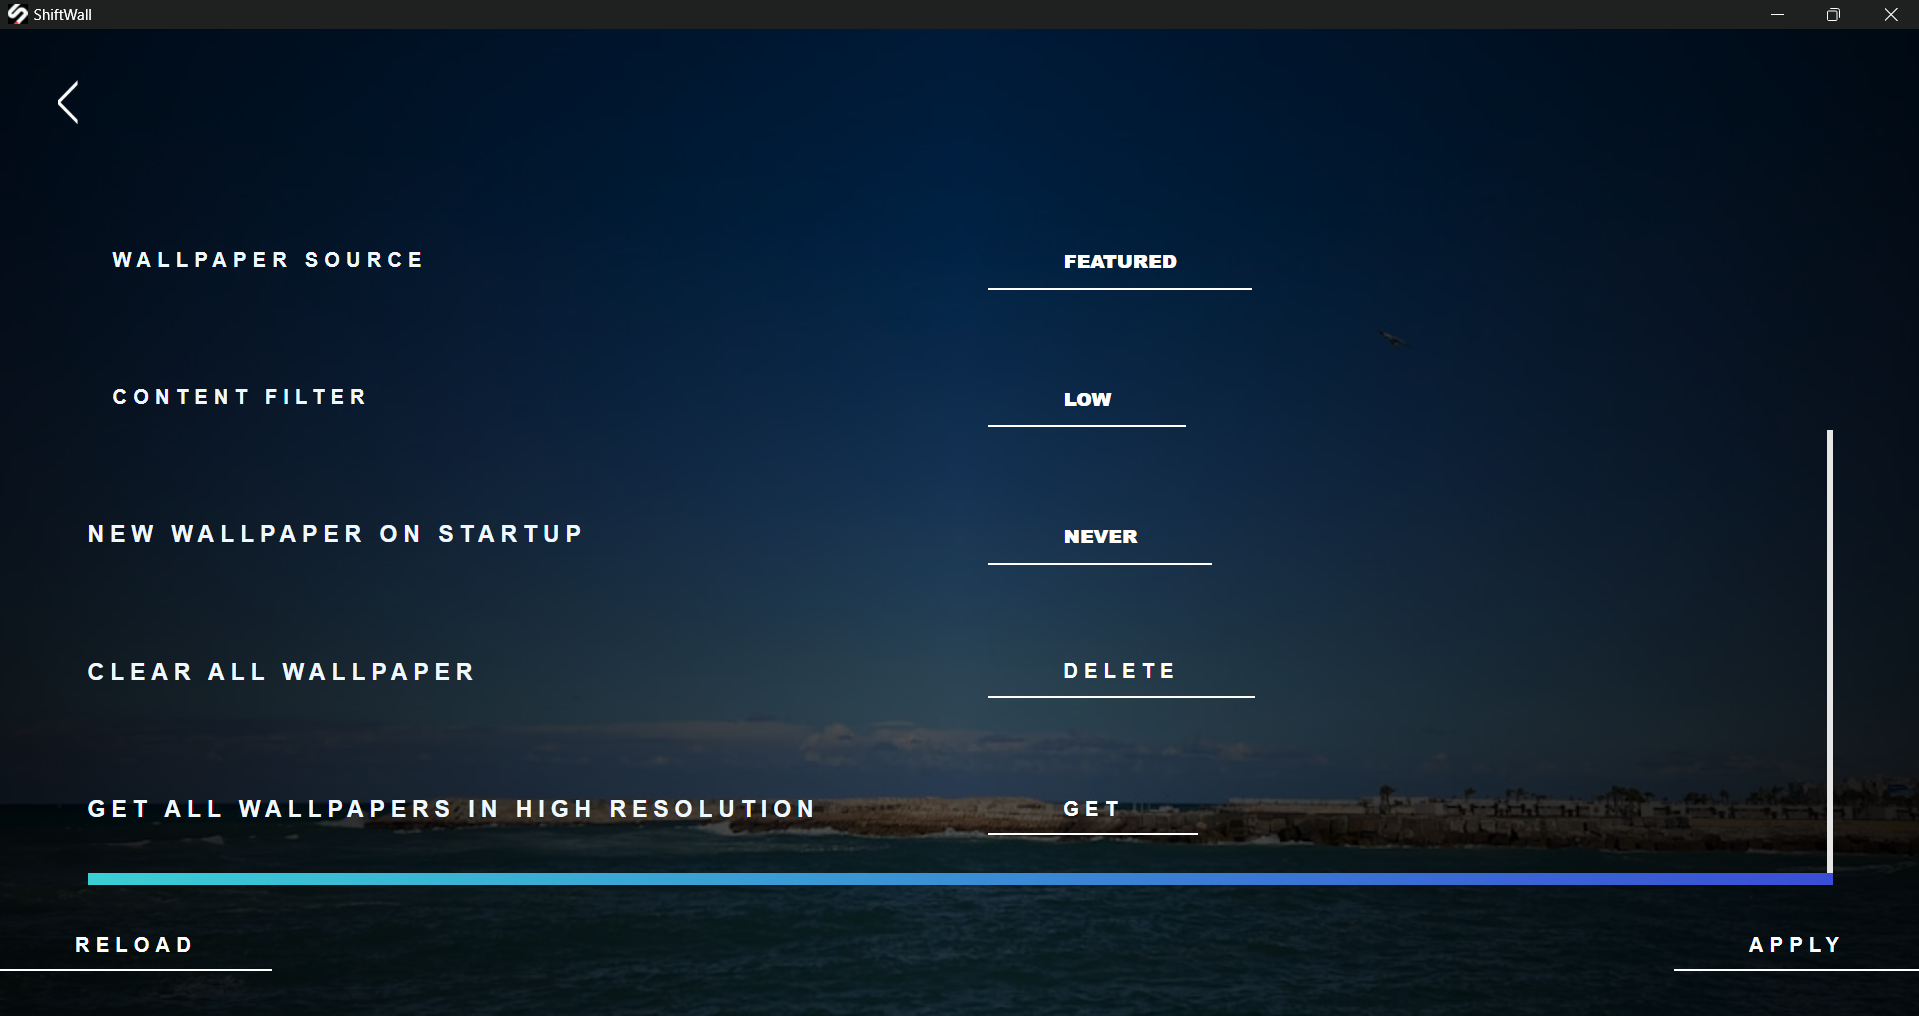 ShiftWall
WALLPAPER SOURCE
FEATURED
CONTENT FILTER
LOW
NEW WALLPAPER ON STARTUP
NEVER
CLEAR ALL WALLPAPER
DELETE
GET ALL WALLPAPERS IN HIGH RESOLUTION
GET
RELOAD
APPLY